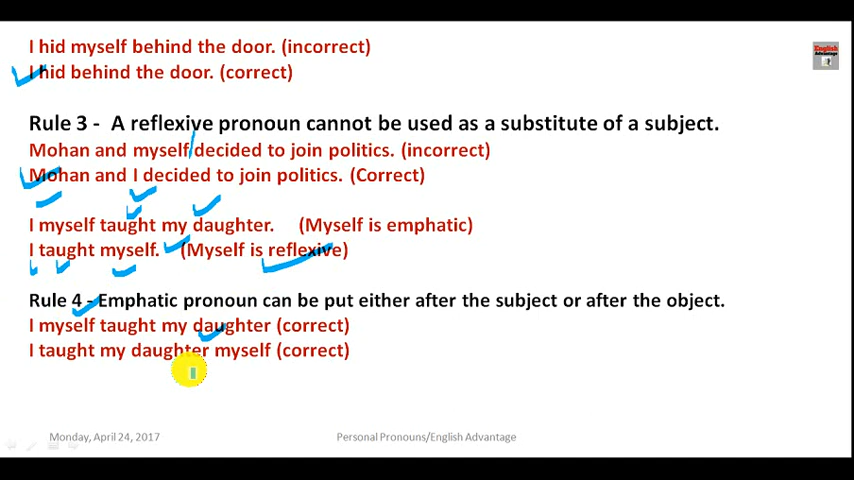 I hid myself behind the door. (incorrect)
English
Advantage
I hid behind the door. (correct)
Rule 3 - A reflexive pronoun cannot be used as a substitute of a subject.
Mohan and myself decided to join politics. (incorrect)
Mohan and I decided to join politics. (Correct)
I myself taught my daughter. (Myself is emphatic)
I taught myself. (Myself is reflexive)
Rule 4 - Emphatic pronoun can be put either after the subject or after the object.
I myself taught my daughter (correct)
I taught my daughter myself (correct)
Monday, April 24, 2017
Personal Pronouns/English Advantage